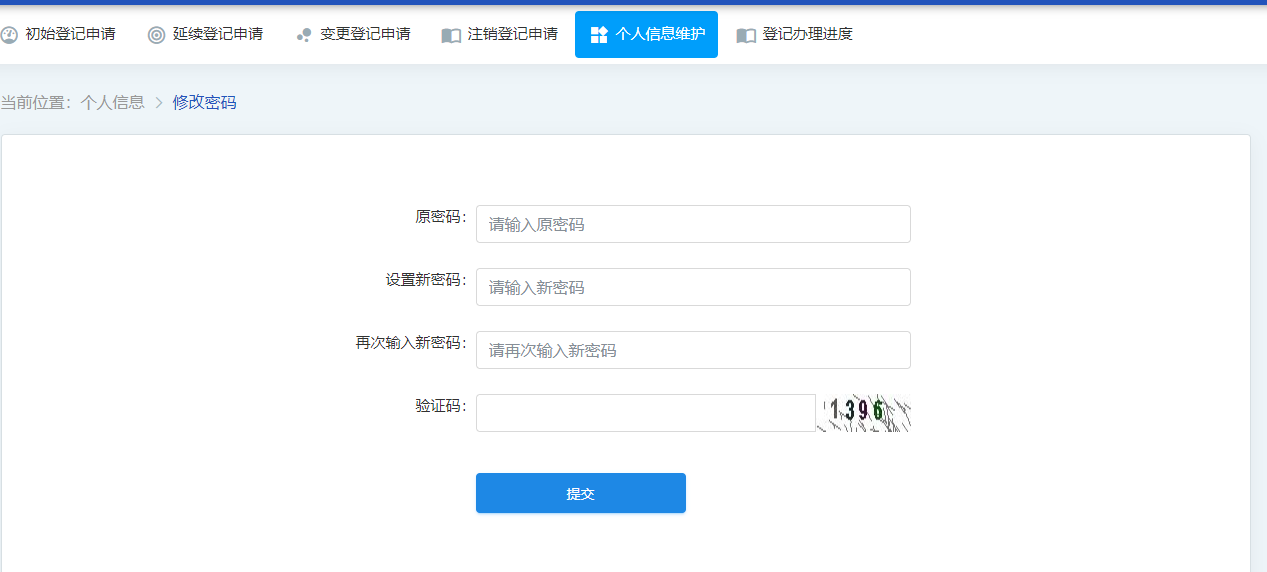 初始登记申请 延续登记申请 变更登记申请 注销登记申请 个人信息维护 登记办理进度
当前位置：个人信息 > 修改密码
原密码： 请输入原密码
设置新密码： 请输入新密码
再次输入新密码： 请再次输入新密码
验证码： 1396
提交